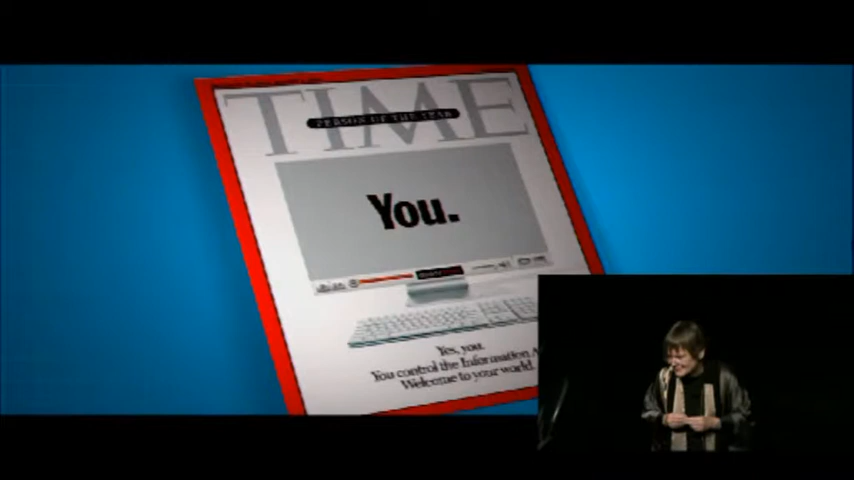 TIME
PERSON OF THE YEAR
You.
Yes, you.
You control the Information A
Welcome to your world.